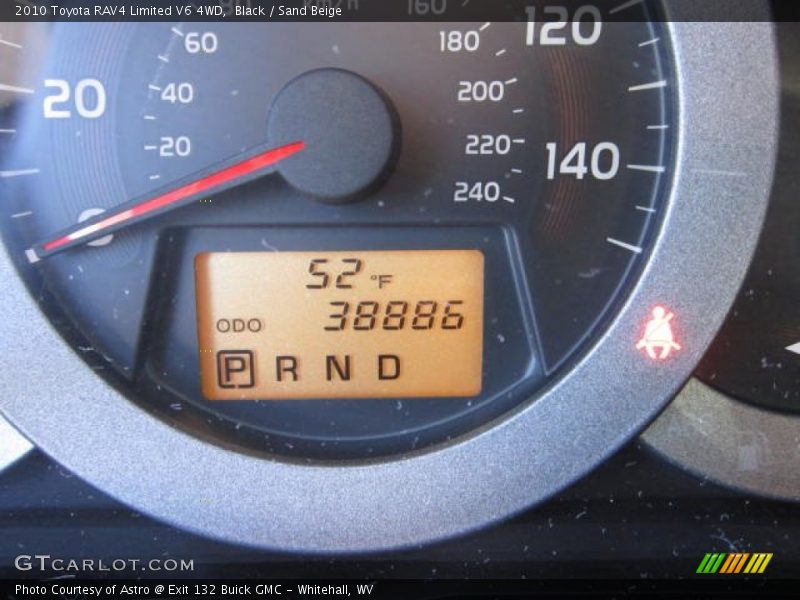 2010 Toyota RAV4 Limited V6 4WD,  Black / Sand Beige
160
60
180
120
20
40
200
20
220
140
0
240
52 °F
ODO 38886
P R N D
GTCARLOT.COM
Photo Courtesy of Astro @ Exit 132 Buick GMC - Whitehall, WV